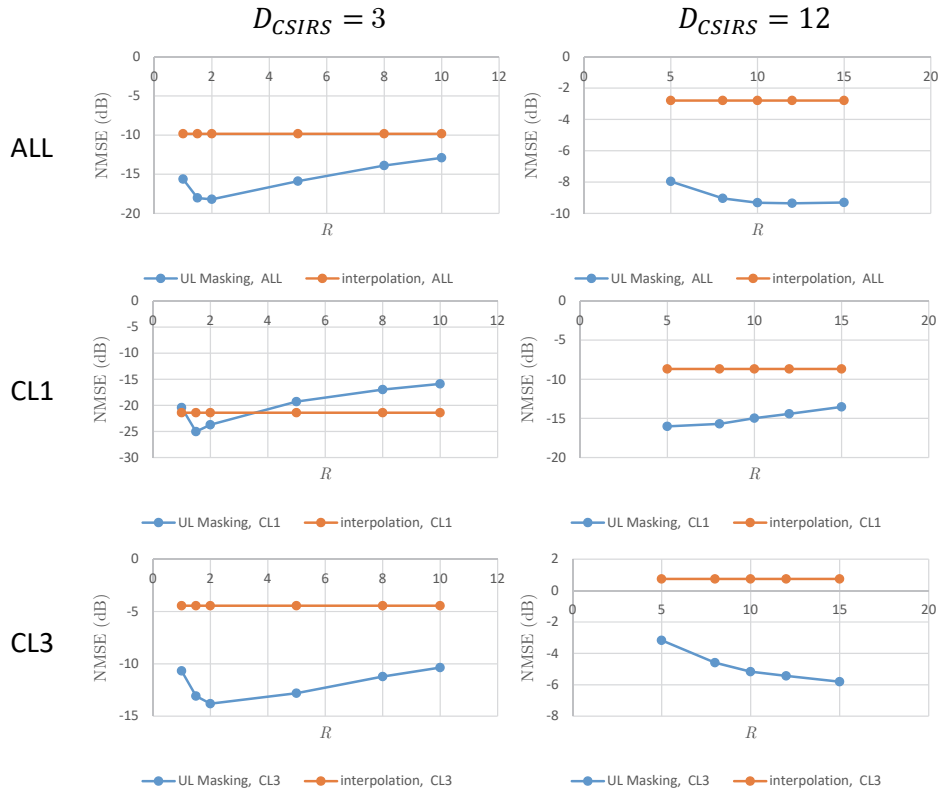 D_CSIRS = 3
D_CSIRS = 12
ALL
0
-5
-10
-15
-20
0 2 4 6 8 10 12
NMSE (dB)
R
UL Masking, ALL interpolation, ALL
0
-2
-4
-6
-8
-10
0 5 10 15 20
NMSE (dB)
R
UL Masking, ALL interpolation, ALL
CL1
0
-5
-10
-15
-20
-25
-30
0 2 4 6 8 10 12
NMSE (dB)
R
UL Masking, CL1 interpolation, CL1
0
-5
-10
-15
-20
0 5 10 15 20
NMSE (dB)
R
UL Masking, CL1 interpolation, CL1
CL3
0
-5
-10
-15
0 2 4 6 8 10 12
NMSE (dB)
R
UL Masking, CL3 interpolation, CL3
2
0
-2
-4
-6
-8
0 5 10 15 20
NMSE (dB)
R
UL Masking, CL3 interpolation, CL3